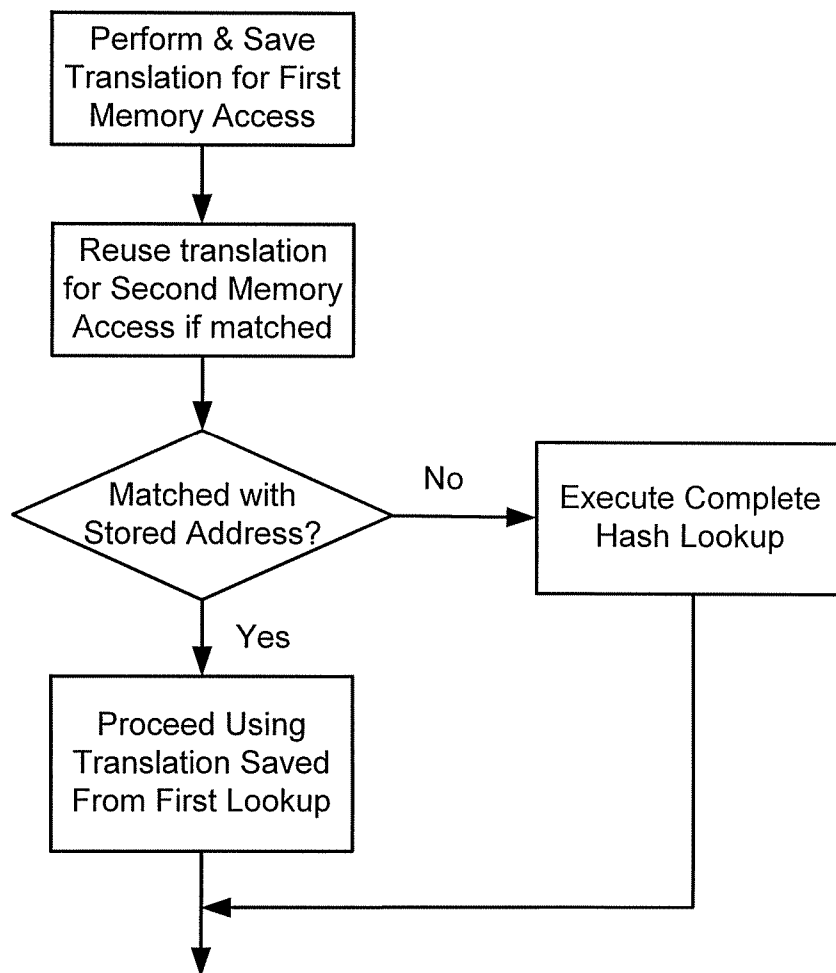 Perform & Save
Translation for First
Memory Access
Reuse translation
for Second Memory
Access if matched
Matched with
Stored Address?
No
Execute Complete
Hash Lookup
Yes
Proceed Using
Translation Saved
From First Lookup